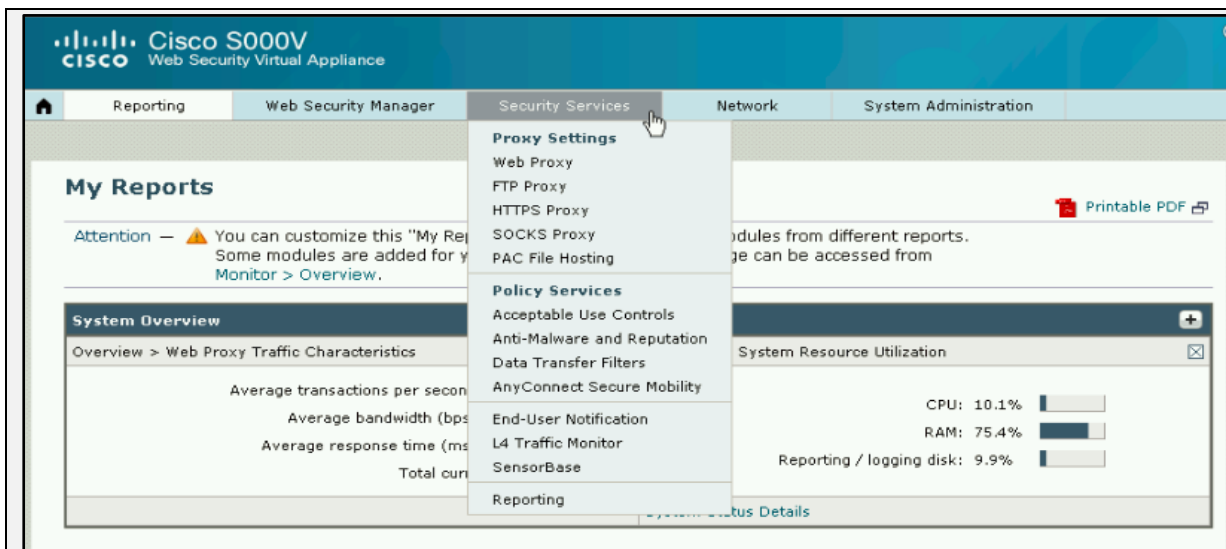 Cisco S000V
CISCO Web Security Virtual Appliance
Reporting Web Security Manager Security Services Network System Administration
Proxy Settings
Web Proxy
FTP Proxy
HTTPS Proxy
SOCKS Proxy
PAC File Hosting
Policy Services
Acceptable Use Controls
Anti-Malware and Reputation
Data Transfer Filters
AnyConnect Secure Mobility
End-User Notification
L4 Traffic Monitor
SensorBase
Reporting
My Reports
Printable PDF
Attention — You can customize this "My Rep odules from different reports.
Some modules are added for y ge can be accessed from
Monitor > Overview.
System Overview
Overview > Web Proxy Traffic Characteristics
System Resource Utilization
Average transactions per secon
Average bandwidth (bps
Average response time (ms
Total curr
CPU: 10.1%
RAM: 75.4%
Reporting / logging disk: 9.9%
System Status Details